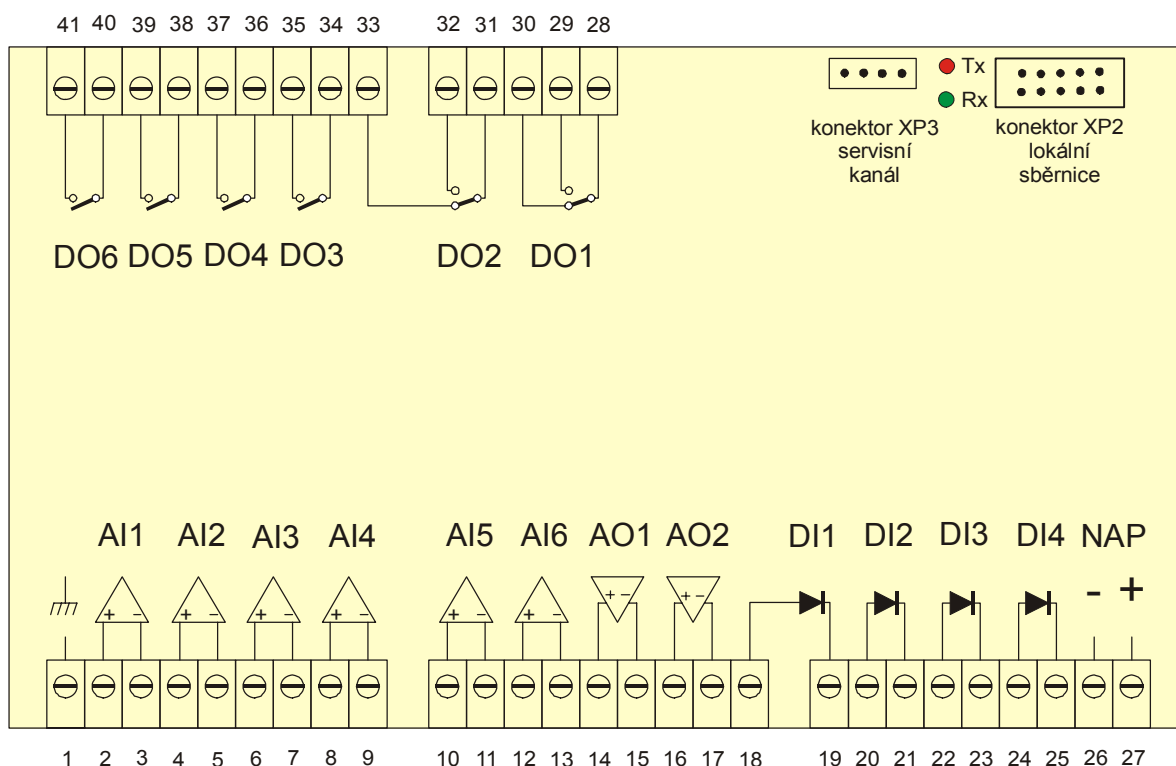 41 40 39 38 37 36 35 34 33 32 31 30 29 28
Tx
Rx
konektor XP3
servisní
kanál
konektor XP2
lokální
sběrnice
DO6 DO5 DO4 DO3 DO2 DO1
AI1 AI2 AI3 AI4 AI5 AI6 AO1 AO2 DI1 DI2 DI3 DI4 NAP
+ - + - + - + - + - + - + - + - - +
1 2 3 4 5 6 7 8 9 10 11 12 13 14 15 16 17 18 19 20 21 22 23 24 25 26 27